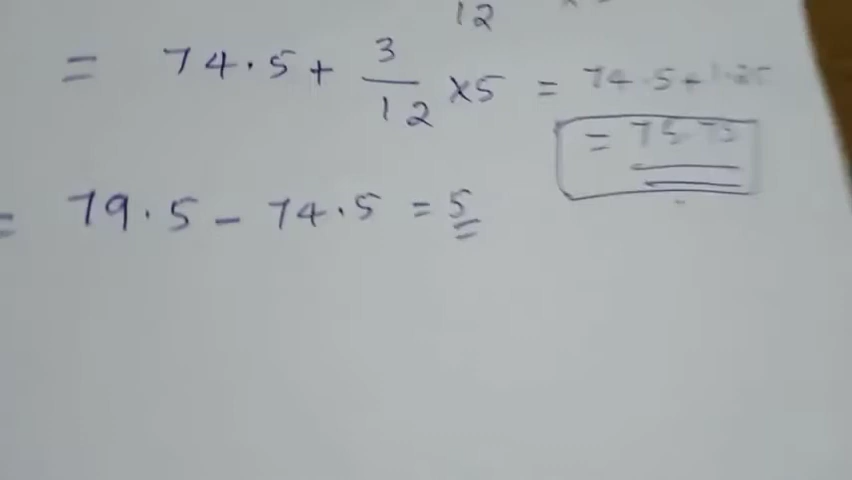 12
= 74.5 + 3/12 x5 = 74.5 + 1.25
= 75.75
= 79.5 - 74.5 = 5